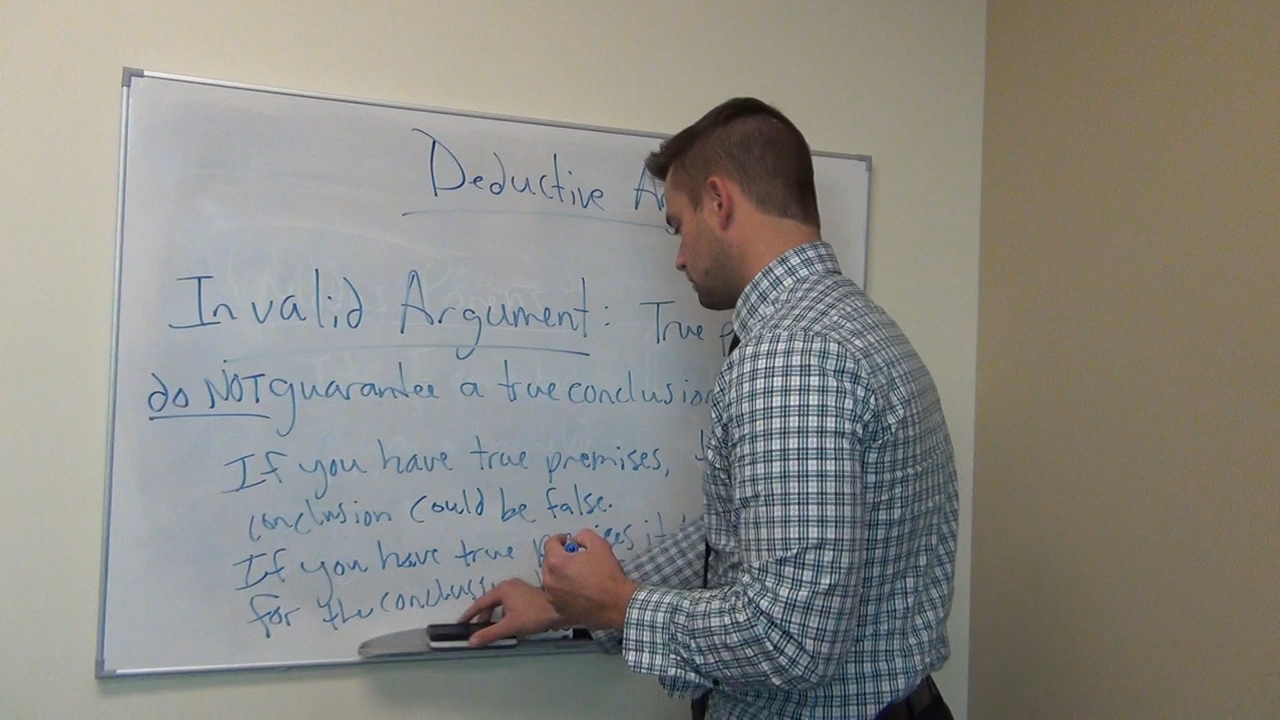 Deductive A
Invalid Argument: True p
do NOT guarantee a true conclusion
If you have true premises,
conclusion could be false.
If you have true it
for the